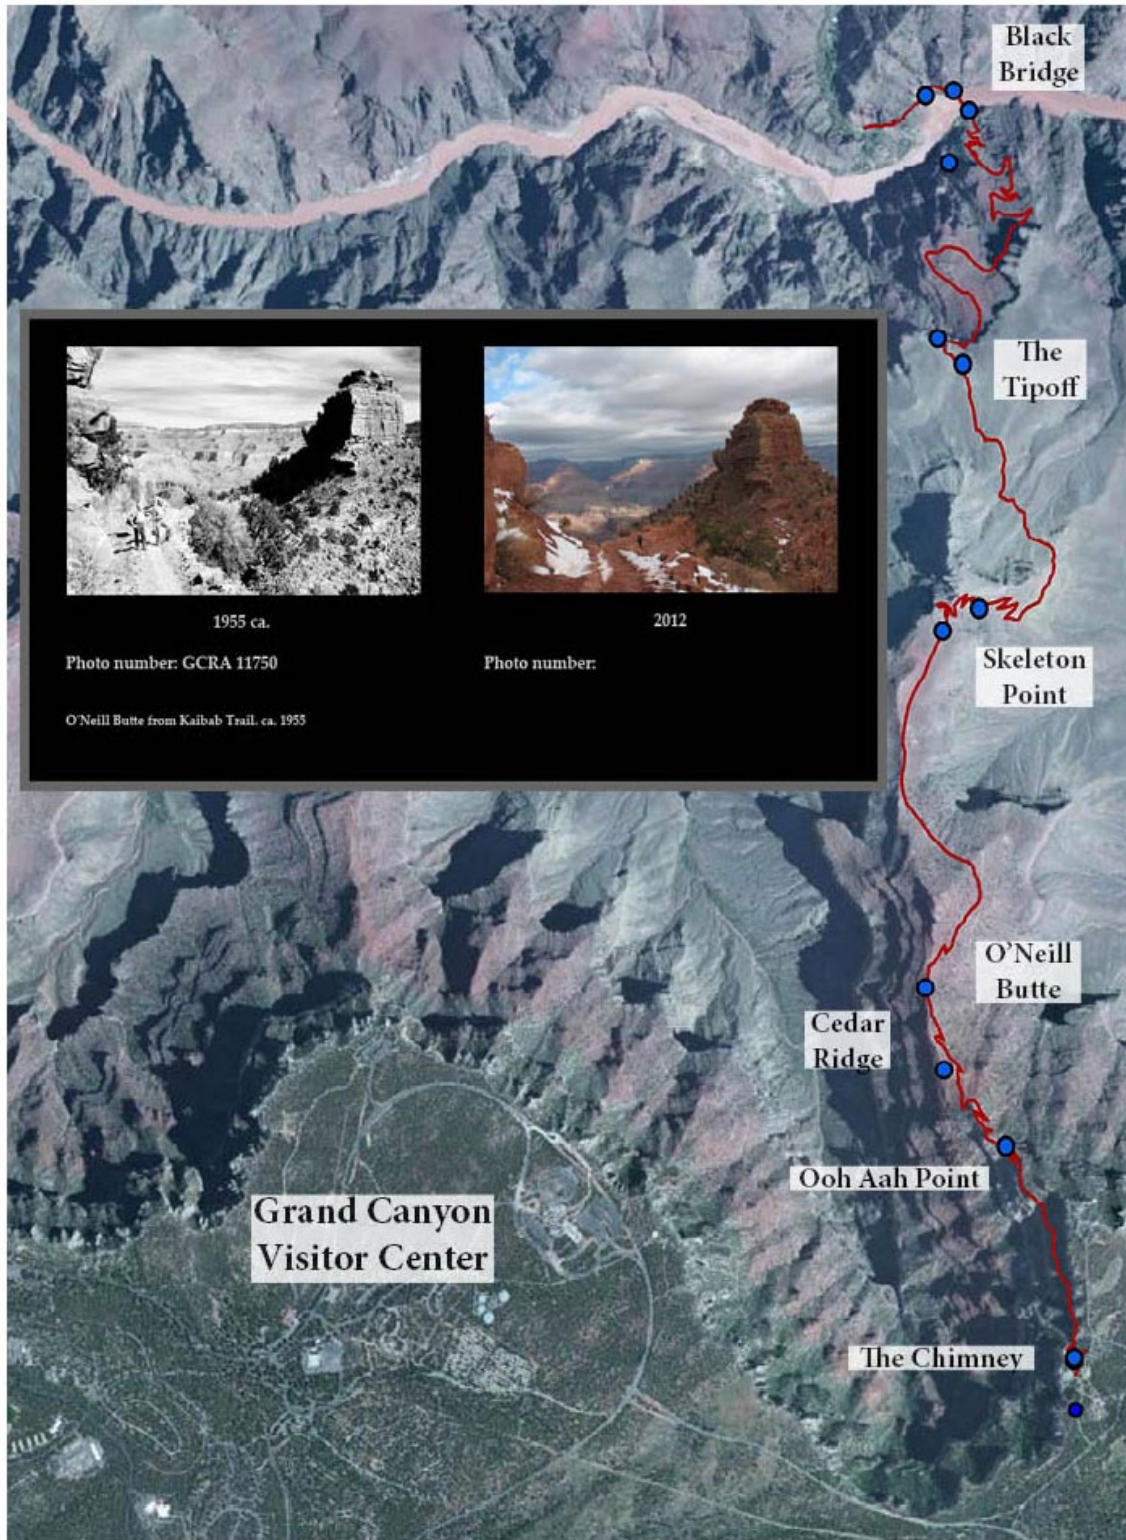 Black
Bridge
The
Tipoff
1955 ca.
2012
Photo number: GCRA 11750
Photo number:
O'Neill Butte from Kaibab Trail. ca. 1955
Skeleton
Point
O'Neill
Butte
Cedar
Ridge
Ooh Aah Point
Grand Canyon
Visitor Center
The Chimney